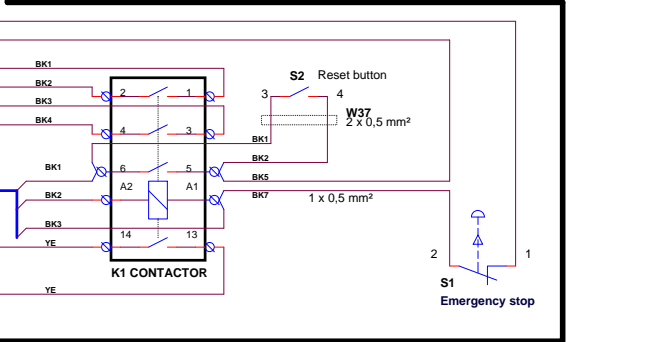 BK1
S2 Reset button
BK2
2 1
3 4
BK3
W37
2 x 0,5 mm²
BK4
4 3
BK1
BK2
BK1
6 5
BK5
A2 A1
BK2
BK7
1 x 0,5 mm²
BK3
14 13
YE
2 1
K1 CONTACTOR
S1
YE
Emergency stop